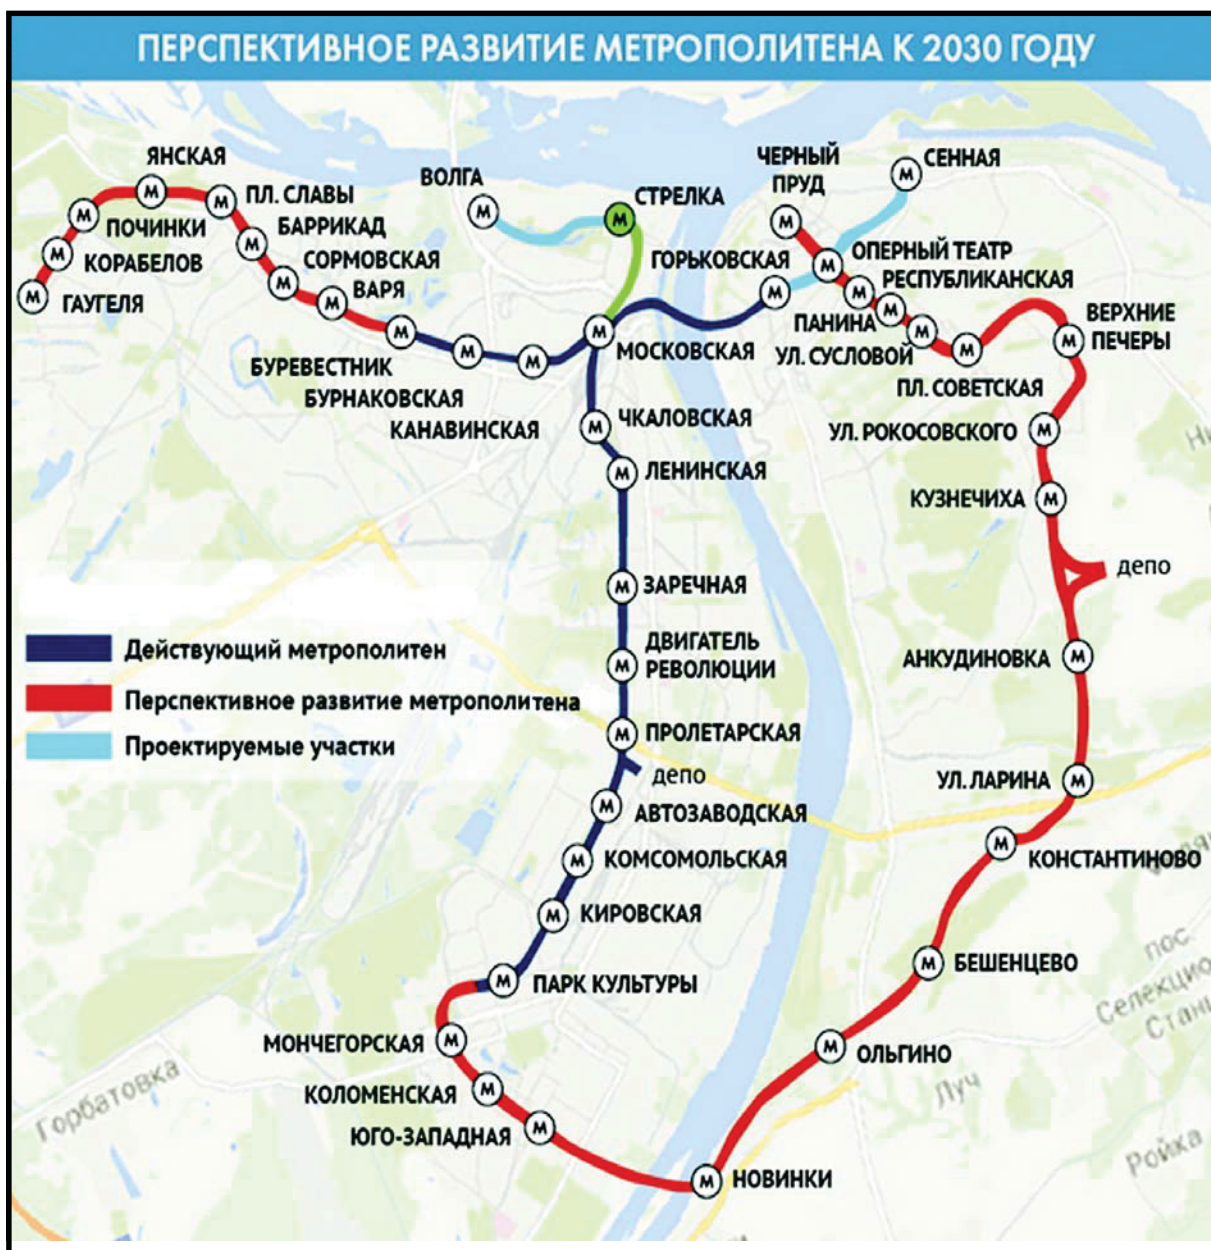 ПЕРСПЕКТИВНОЕ РАЗВИТИЕ МЕТРОПОЛИТЕНА К 2030 ГОДУ
ЯНСКАЯ
ПЛ. СЛАВЫ
ПОЧИНКИ
БАРРИКАД
КОРАБЕЛОВ
СОРМОВСКАЯ
ГАУГЕЛЯ
ВАРЯ
БУРЕВЕСТНИК
БУРНАКОВСКАЯ
КАНАВИНСКАЯ
ВОЛГА
СТРЕЛКА
ЧЕРНЫЙ
ПРУД
СЕННАЯ
ГОРЬКОВСКАЯ
ОПЕРНЫЙ ТЕАТР
РЕСПУБЛИКАНСКАЯ
ПАНИНА
УЛ. СУСЛОВОЙ
ПЛ. СОВЕТСКАЯ
ВЕРХНИЕ
ПЕЧЕРЫ
МОСКОВСКАЯ
ЧКАЛОВСКАЯ
УЛ. РОКОСОВСКОГО
ЛЕНИНСКАЯ
КУЗНЕЧИХА
депо
ЗАРЕЧНАЯ
ДВИГАТЕЛЬ
РЕВОЛЮЦИИ
АНКУДИНОВКА
ПРОЛЕТАРСКАЯ
депо
УЛ. ЛАРИНА
АВТОЗАВОДСКАЯ
КОМСОМОЛЬСКАЯ
КОНСТАНТИНОВО
КИРОВСКАЯ
БЕШЕНЦЕВО
ПАРК КУЛЬТУРЫ
МОНЧЕГОРСКАЯ
ОЛЬГИНО
КОЛОМЕНСКАЯ
ЮГО-ЗАПАДНАЯ
НОВИНКИ
Действующий метрополитен
Перспективное развитие метрополитена
Проектируемые участки
Горбатовка
пос.
Селекцио
Стан
Луч
Ройка